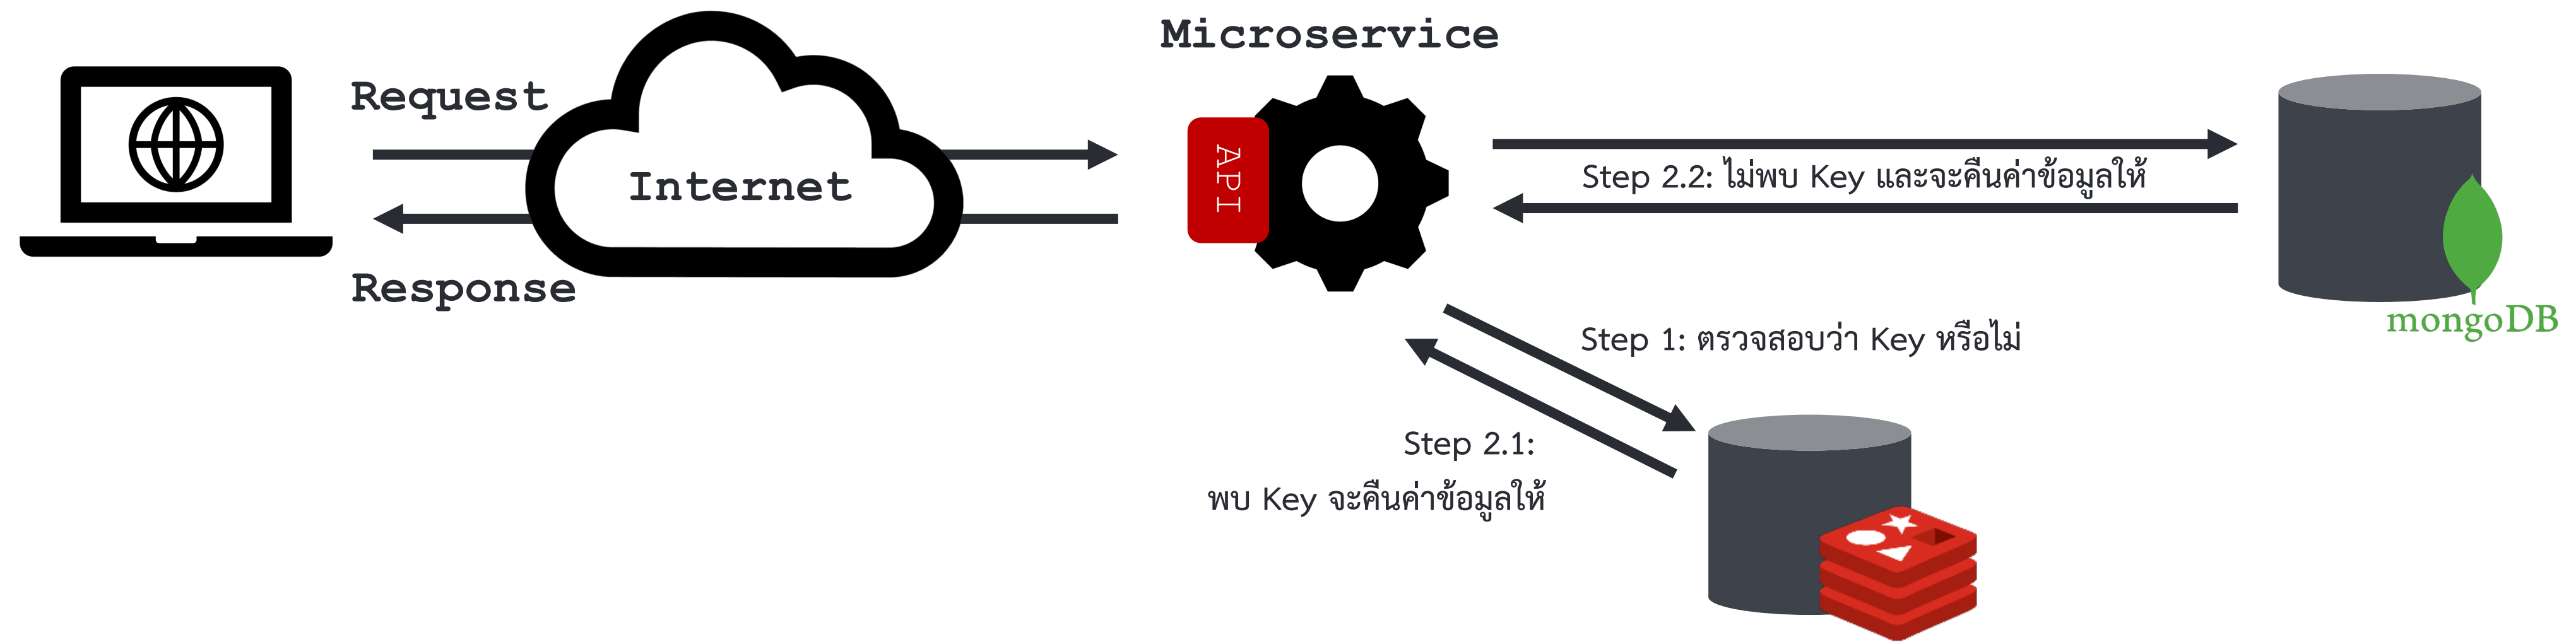 Microservice
Request
Internet
Response
API
Step 2.2: ไม่พบ Key และจะคืนค่าข้อมูลให้
mongoDB
Step 1: ตรวจสอบว่า Key หรือไม่
Step 2.1:
พบ Key จะคืนค่าข้อมูลให้